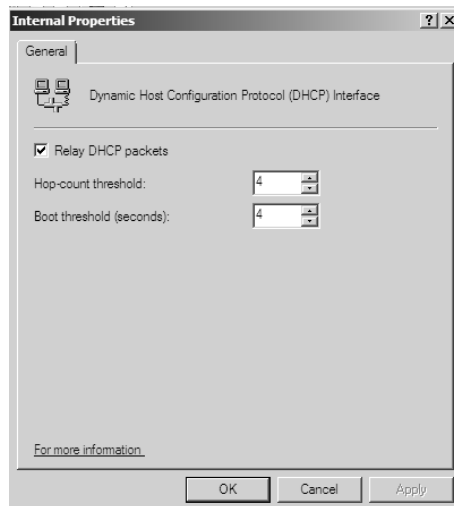 Internal Properties
General
Dynamic Host Configuration Protocol (DHCP) Interface
Relay DHCP packets
Hop-count threshold: 4
Boot threshold (seconds): 4
For more information
OK Cancel Apply